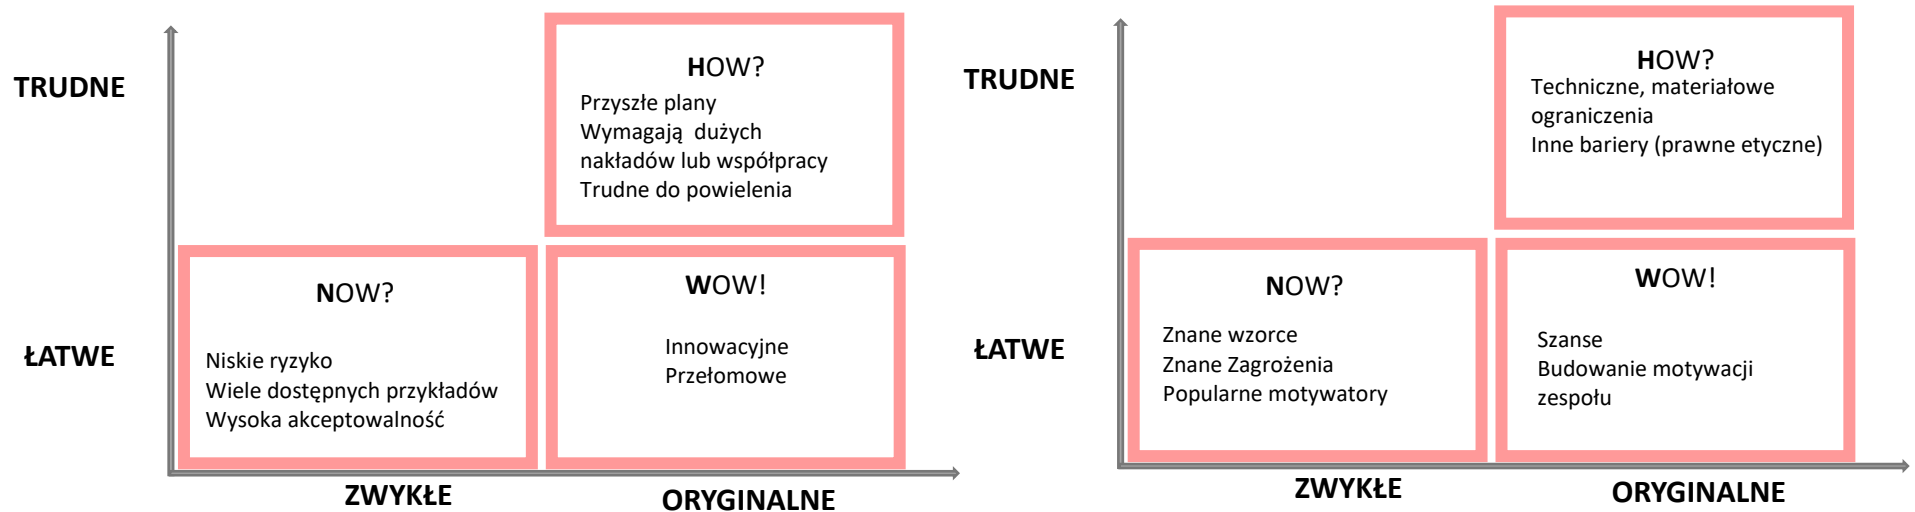 TRUDNE
HOW?
Przyszłe plany
Wymagają dużych
nakładów lub współpracy
Trudne do powielenia
ŁATWE
NOW?
Niskie ryzyko
Wiele dostępnych przykładów
Wysoka akceptowalność
WOW!
Innowacyjne
Przełomowe
ZWYKŁE
ORYGINALNE
TRUDNE
HOW?
Techniczne, materiałowe
ograniczenia
Inne bariery (prawne etyczne)
ŁATWE
NOW?
Znane wzorce
Znane Zagrożenia
Popularne motywatory
WOW!
Szanse
Budowanie motywacji
zespołu
ZWYKŁE
ORYGINALNE